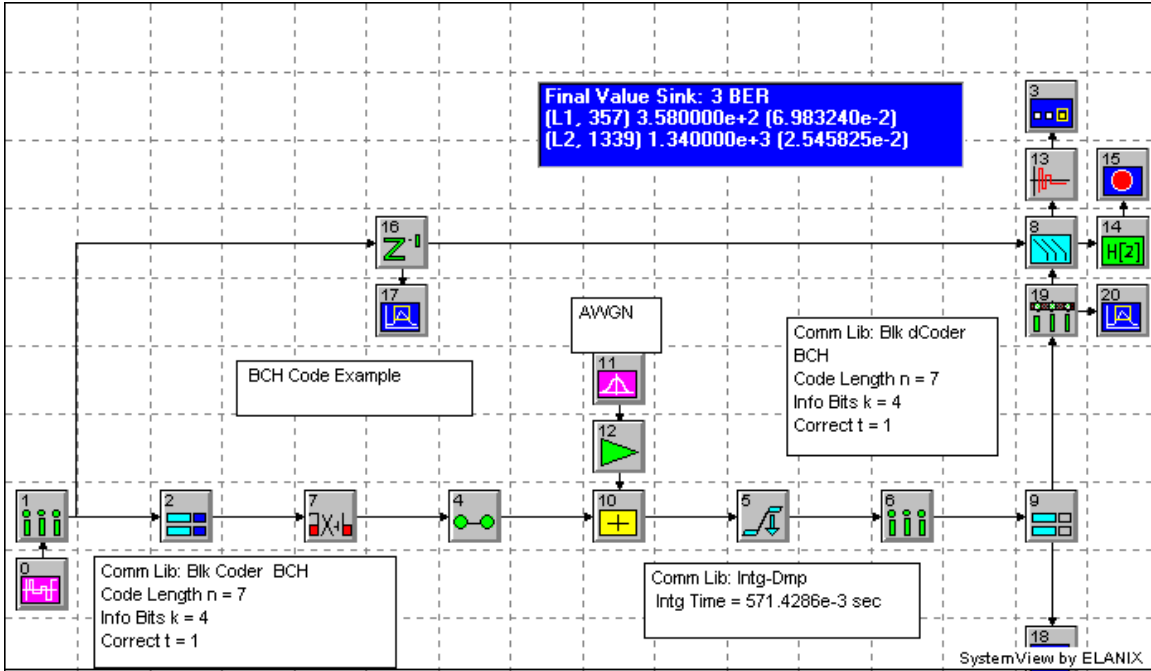 Final Value Sink: 3 BER
(L1, 357) 3.580000e+2 (6.983240e-2)
(L2, 1339) 1.340000e+3 (2.545825e-2)
3
13
15
16
Z
-0
8
14
H[2]
17
19
20
AWGN
Comm Lib: Blk dCoder
BCH
Code Length n = 7
Info Bits k = 4
Correct t = 1
BCH Code Example
11
12
1
2
7
aX+b
4
10
+
5
6
9
0
Comm Lib: Blk Coder BCH
Code Length n = 7
Info Bits k = 4
Correct t = 1
Comm Lib: Intg-Dmp
Intg Time = 571.4286e-3 sec
18
SystemView by ELANIX